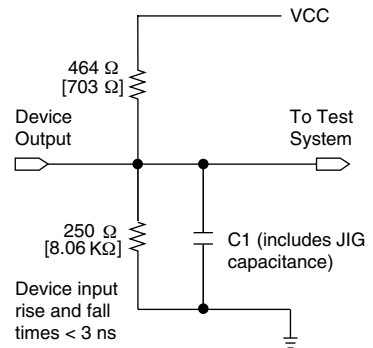 VCC
464 Ω
[703 Ω]
Device
Output
To Test
System
250 Ω
[8.06 KΩ]
C1 (includes JIG
capacitance)
Device input
rise and fall
times < 3 ns